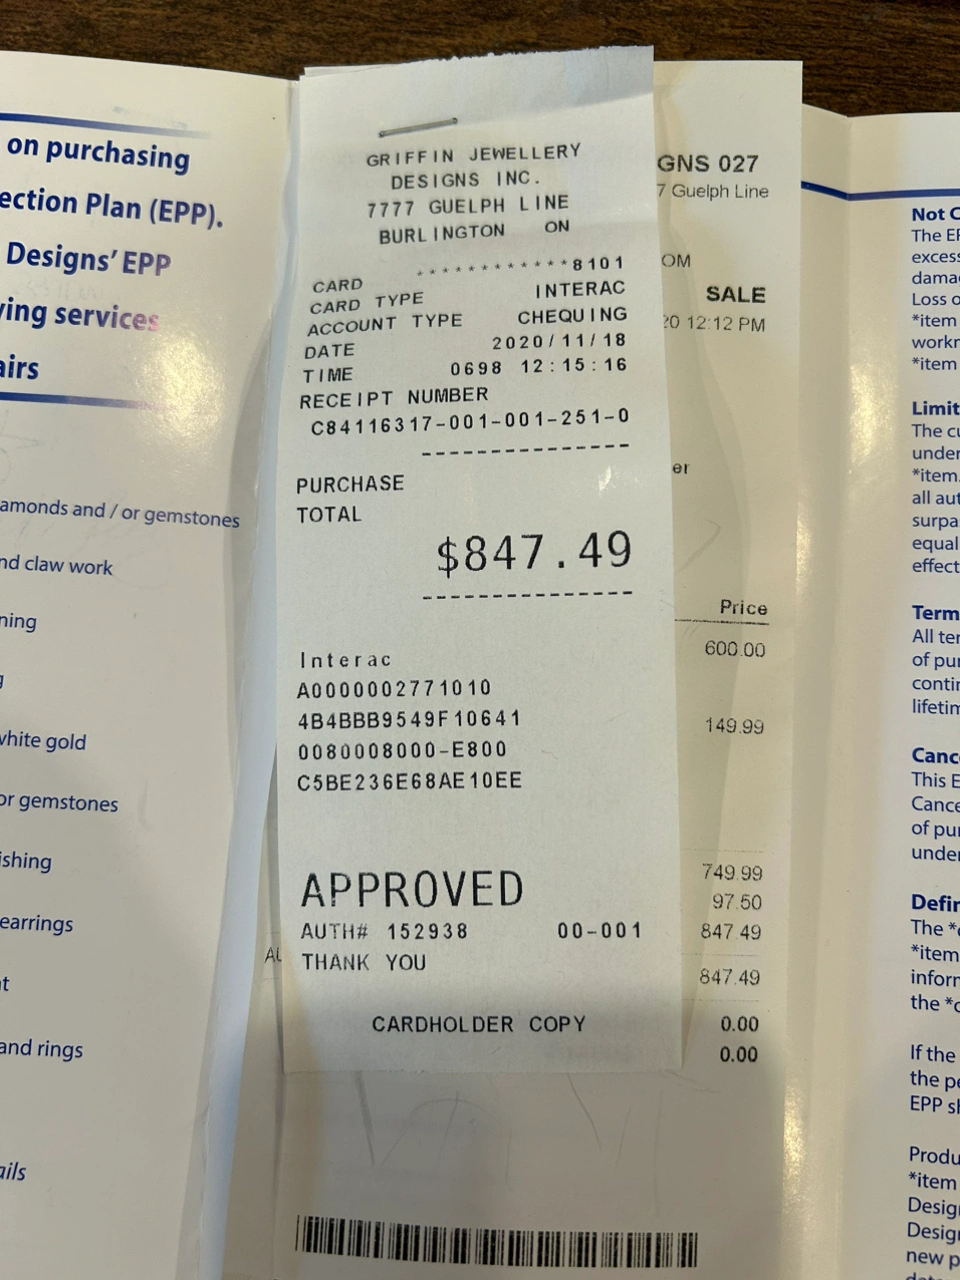 on purchasing
ection Plan (EPP).
Designs' EPP
ying services
airs
amonds and / or gemstones
nd claw work
ning
g
white gold
or gemstones
ishing
earrings
t
and rings
ails
GRIFFIN JEWELLERY
DESIGNS INC.
7777 GUELPH LINE
BURLINGTON ON
CARD ************8101
CARD TYPE INTERAC
ACCOUNT TYPE CHEQUING
DATE 2020/11/18
TIME 0698 12:15:16
RECEIPT NUMBER
C84116317-001-001-251-0
--------------
PURCHASE
TOTAL
$847.49
--------------
Interac
A0000002771010
4B4BBB9549F10641
0080008000-E800
C5BE236E68AE10EE
APPROVED
AUTH# 152938 00-001
THANK YOU
CARDHOLDER COPY
GNS 027
7 Guelph Line
OM
SALE
20 12:12 PM
er
Price
600.00
149.99
749.99
97.50
847.49
847.49
0.00
0.00
Not C
The EP
excess
damag
Loss o
*item
workm
*item
Limit
The cu
under
*item.
all aut
surpa
equal
effect
Term
All ter
of pur
contin
lifetim
Canc
This E
Cance
of pur
under
Defin
The *c
*item
inforn
the *c
If the
the pe
EPP sh
Produ
*item
Desig
Desig
new p